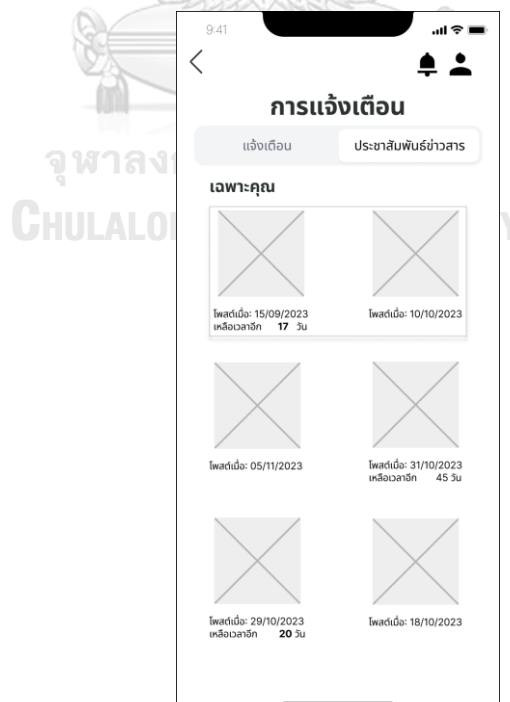 9:41
การแจ้งเตือน
แจ้งเตือน
ประชาสัมพันธ์ข่าวสาร
จุฬาลง
CHULALO
Y
เฉพาะคุณ
โพสต์เมื่อ: 15/09/2023
เหลือเวลาอีก 17 วัน
โพสต์เมื่อ: 10/10/2023
โพสต์เมื่อ: 05/11/2023
โพสต์เมื่อ: 31/10/2023
เหลือเวลาอีก 45 วัน
โพสต์เมื่อ: 29/10/2023
เหลือเวลาอีก 20 วัน
โพสต์เมื่อ: 18/10/2023